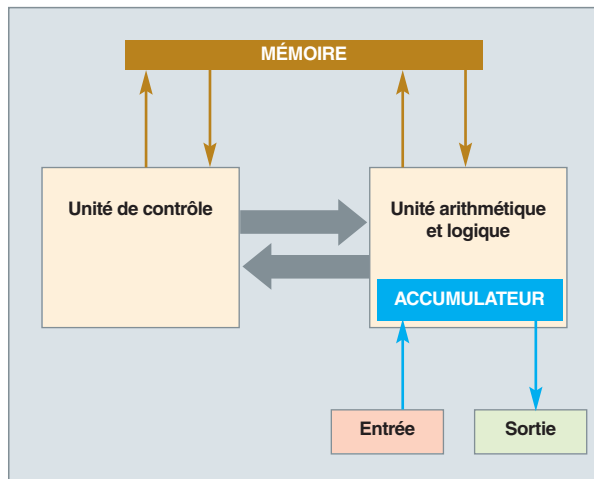 MÉMOIRE
Unité de contrôle
Unité arithmétique
et logique
ACCUMULATEUR
Entrée
Sortie